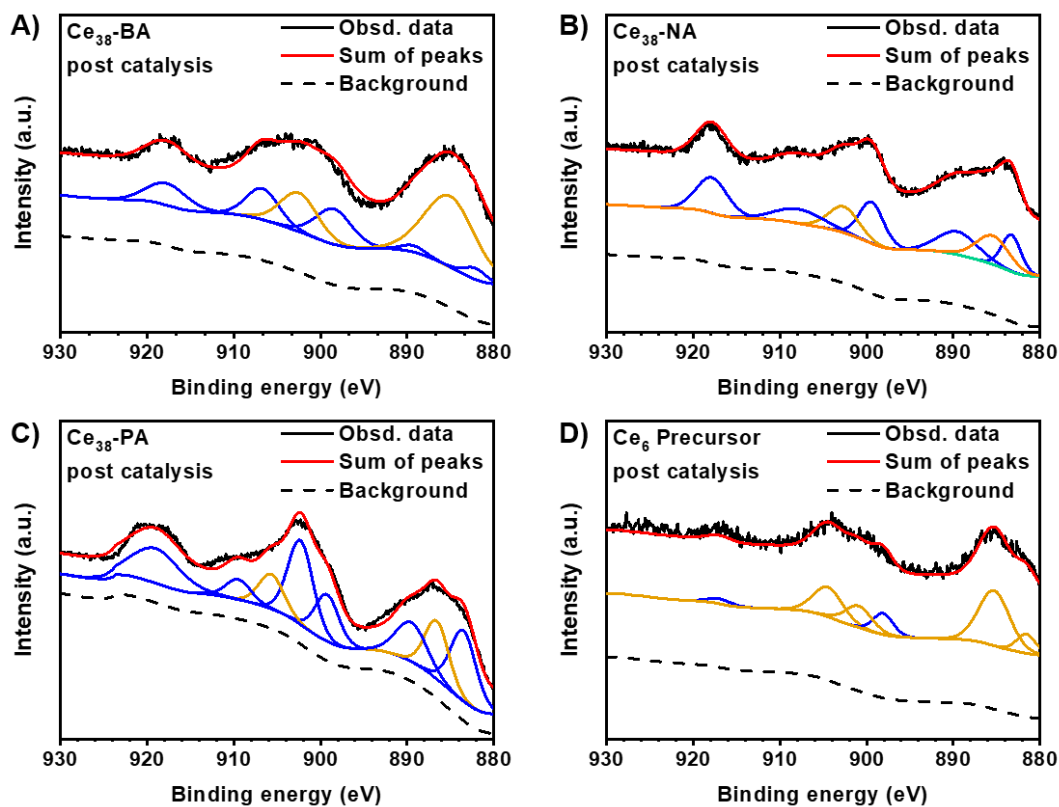 A)
Ce38-BA
post catalysis
Obsd. data
Sum of peaks
Background
Intensity (a.u.)
930 920 910 900 890 880
Binding energy (eV)
B)
Ce38-NA
post catalysis
Obsd. data
Sum of peaks
Background
Intensity (a.u.)
930 920 910 900 890 880
Binding energy (eV)
C)
Ce38-PA
post catalysis
Obsd. data
Sum of peaks
Background
Intensity (a.u.)
930 920 910 900 890 880
Binding energy (eV)
D)
Ce6 Precursor
post catalysis
Obsd. data
Sum of peaks
Background
Intensity (a.u.)
930 920 910 900 890 880
Binding energy (eV)